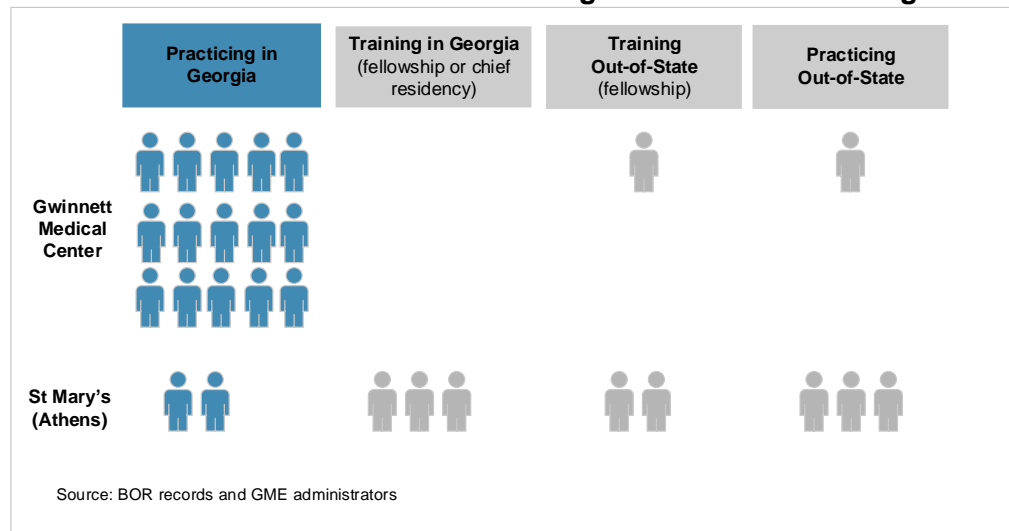 Practicing in
Georgia
Training in Georgia
(fellowship or chief
residency)
Training
Out-of-State
(fellowship)
Practicing
Out-of-State
Gwinnett
Medical
Center
St Mary's
(Athens)
Source: BOR records and GME administrators